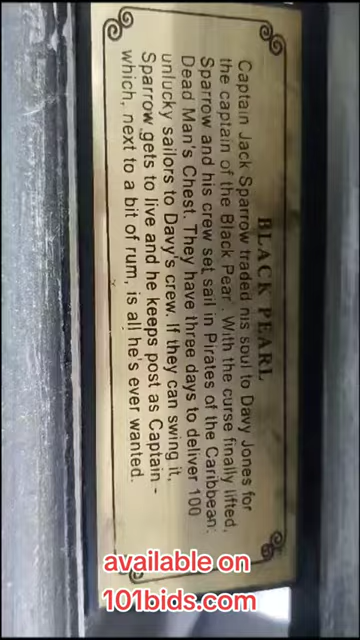 BLACK PEARL
Captain Jack Sparrow traded his soul to Davy Jones for
the captain of the Black Pearl. With the curse finally lifted,
Sparrow and his crew set sail in Pirates of the Caribbean:
Dead Man's Chest. They have three days to deliver 100
unlucky sailors to Davy's crew. If they can swing it,
Sparrow gets to live and he keeps post as Captain -
which, next to a bit of rum, is all he's ever wanted.
available on
101bids.com